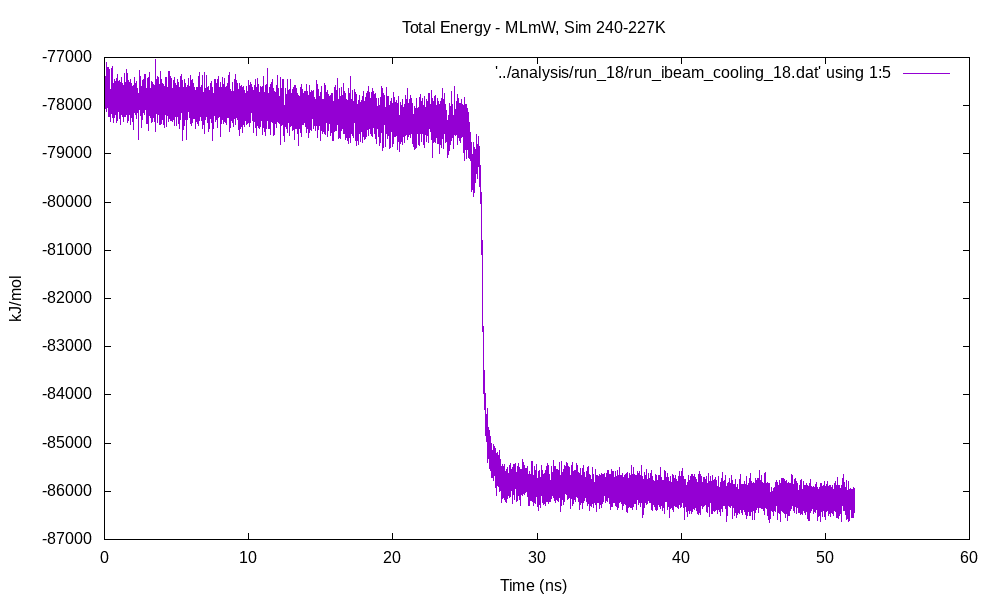 Total Energy - MLmW, Sim 240-227K
'../analysis/run_18/run_ibeam_cooling_18.dat' using 1:5
-77000
-78000
-79000
-80000
-81000
-82000
-83000
-84000
-85000
-86000
-87000
kJ/mol
0 10 20 30 40 50 60
Time (ns)